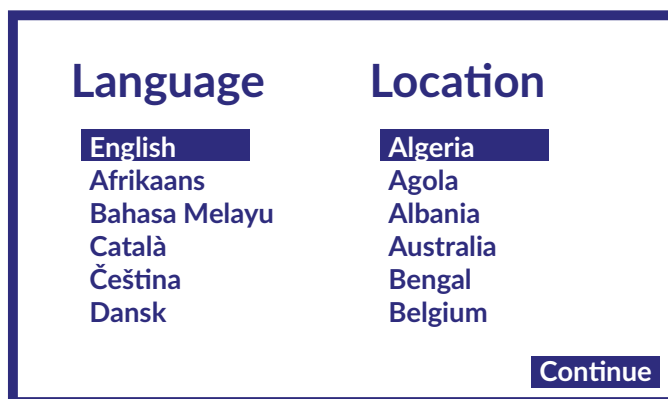 Language
English
Afrikaans
Bahasa Melayu
Català
Čeština
Dansk
Location
Algeria
Agola
Albania
Australia
Bengal
Belgium
Continue